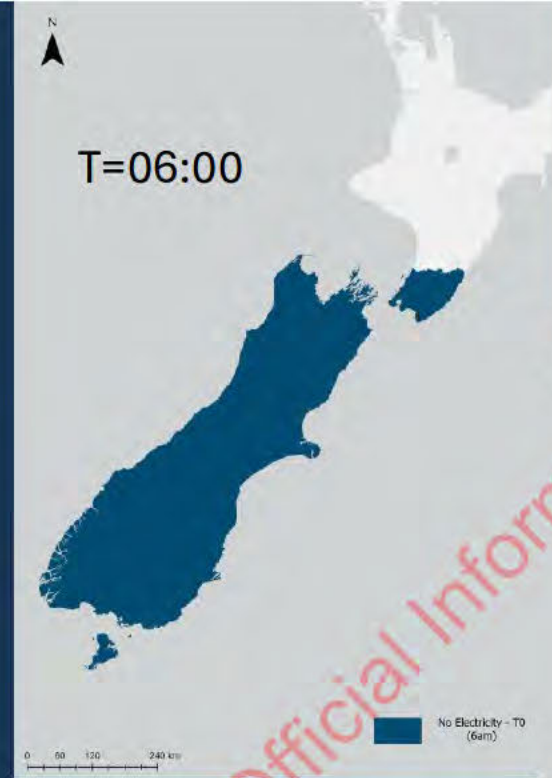 N
T=06:00
No Electricity - T0
(6am)
0 60 120 240 km
Official Inform